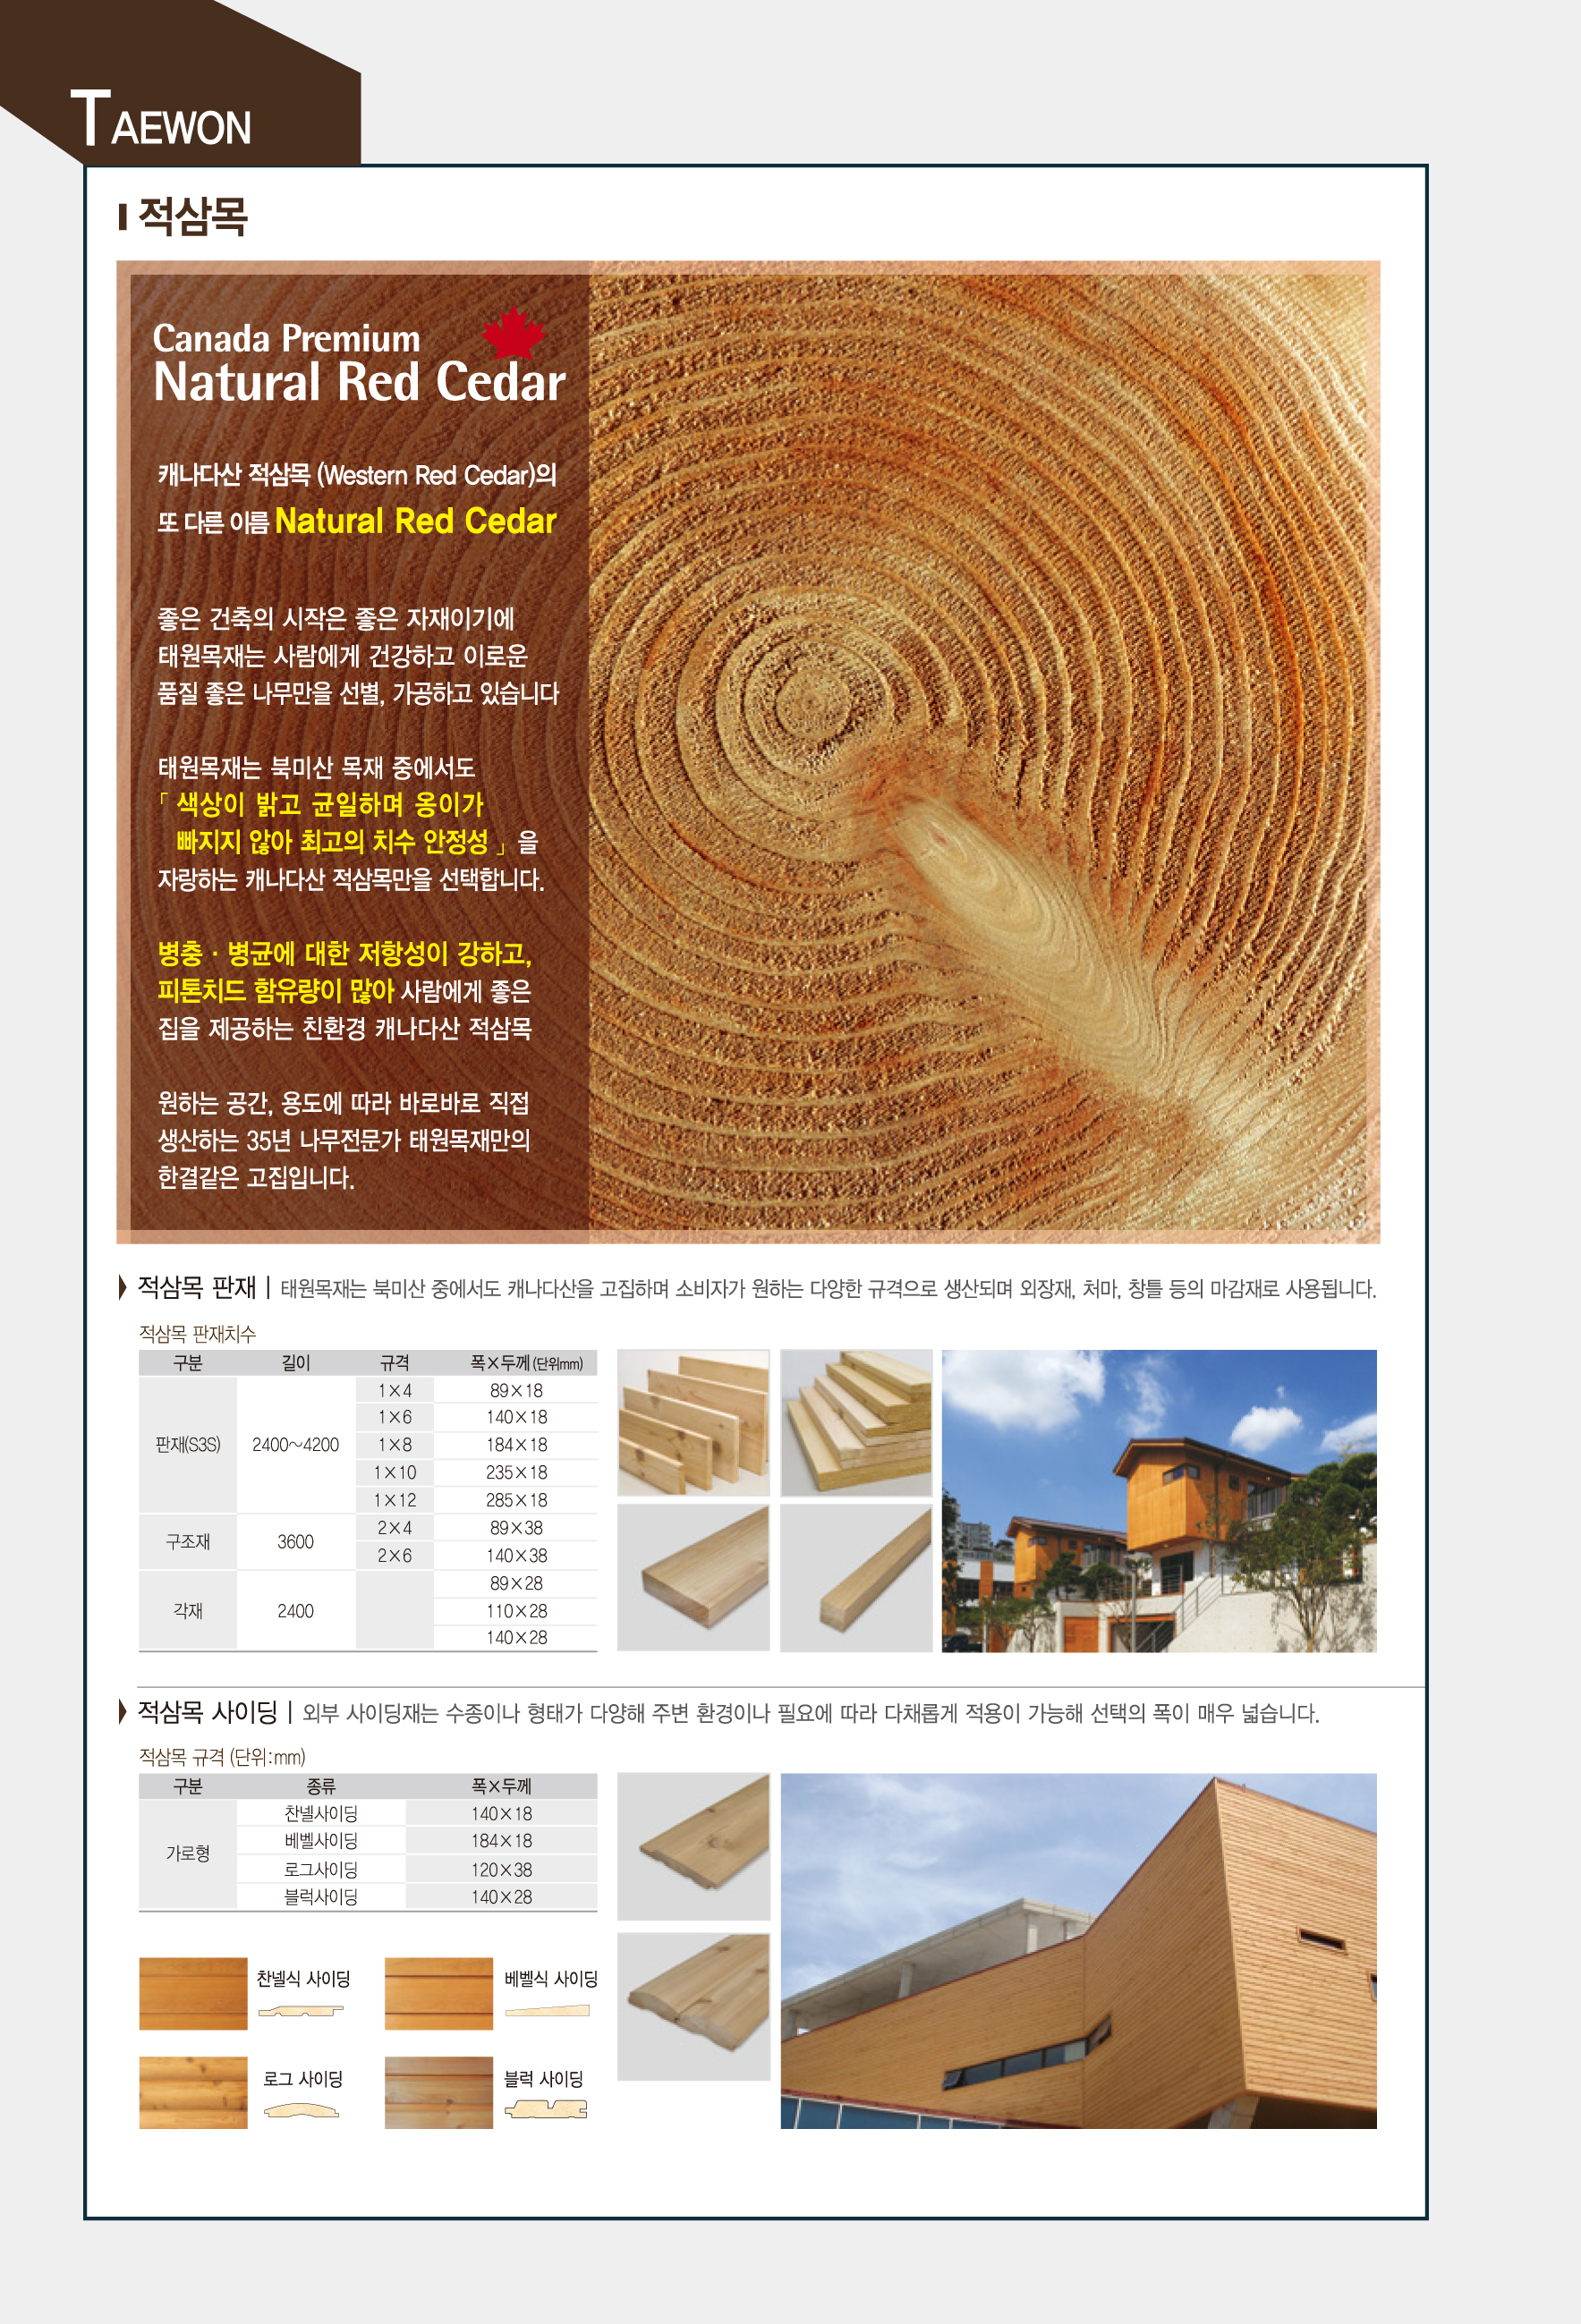 TAEWON
적삼목
Canada Premium
Natural Red Cedar
캐나다산 적삼목 (Western Red Cedar)의
또 다른 이름 Natural Red Cedar
좋은 건축의 시작은 좋은 자재이기에
태원목재는 사람에게 건강하고 이로운
품질 좋은 나무만을 선별, 가공하고 있습니다
태원목재는 북미산 목재 중에서도
「 색상이 밝고 균일하며 옹이가
빠지지 않아 최고의 치수 안정성 」 을
자랑하는 캐나다산 적삼목만을 선택합니다.
병충 · 병균에 대한 저항성이 강하고,
피톤치드 함유량이 많아 사람에게 좋은
집을 제공하는 친환경 캐나다산 적삼목
원하는 공간, 용도에 따라 바로바로 직접
생산하는 35년 나무전문가 태원목재만의
한결같은 고집입니다.
적삼목 판재 | 태원목재는 북미산 중에서도 캐나다산을 고집하며 소비자가 원하는 다양한 규격으로 생산되며 외장재, 처마, 창틀 등의 마감재로 사용됩니다.
적삼목 판재치수
구분 길이 규격 폭×두께 (단위mm)
판재(S3S) 2400~4200 1×4 89×18
1×6 140×18
1×8 184×18
1×10 235×18
1×12 285×18
구조재 3600 2×4 89×38
2×6 140×38
각재 2400 89×28
110×28
140×28
적삼목 사이딩 | 외부 사이딩재는 수종이나 형태가 다양해 주변 환경이나 필요에 따라 다채롭게 적용이 가능해 선택의 폭이 매우 넓습니다.
적삼목 규격 (단위:mm)
구분 종류 폭×두께
가로형 찬넬사이딩 140×18
베벨사이딩 184×18
로그사이딩 120×38
블럭사이딩 140×28
찬넬식 사이딩 베벨식 사이딩
로그 사이딩 블럭 사이딩